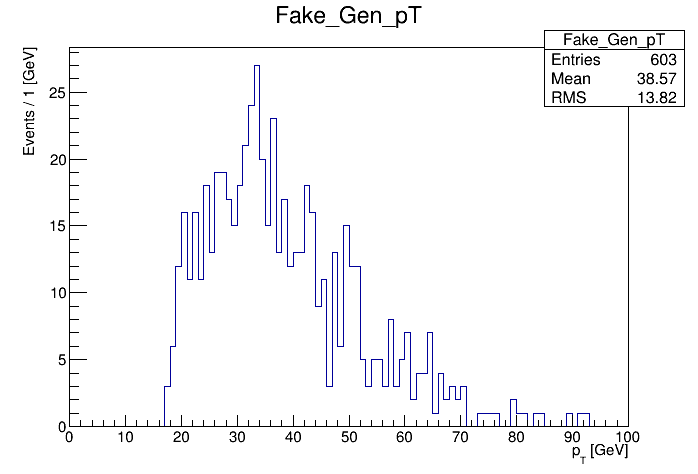 Fake_Gen_pT
Fake_Gen_pT
Entries 603
Mean 38.57
RMS 13.82
Events / 1 [GeV]
25
20
15
10
5
0
0 10 20 30 40 50 60 70 80 90 100
p_T [GeV]